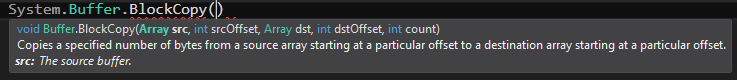 System.Buffer.BlockCopy()
void Buffer.BlockCopy(Array src, int srcOffset, Array dst, int dstOffset, int count)
Copies a specified number of bytes from a source array starting at a particular offset to a destination array starting at a particular offset.
src: The source buffer.